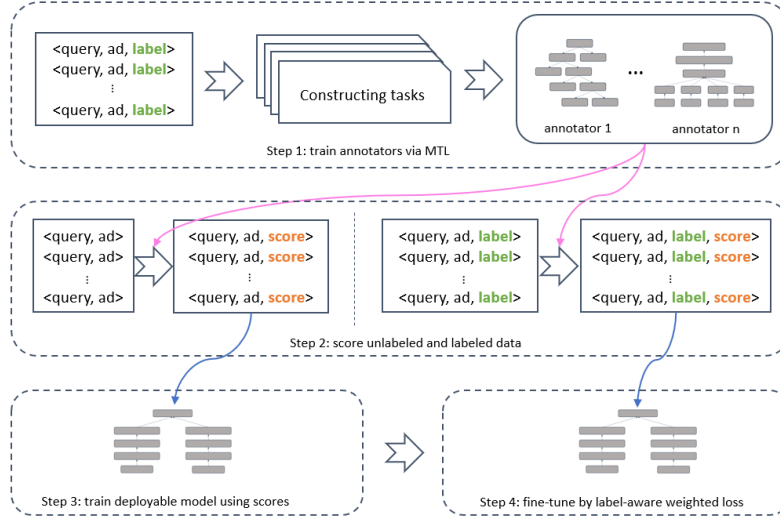 <query, ad, label>
<query, ad, label>
⋮
<query, ad, label>
Constructing tasks
...
annotator 1
annotator n
Step 1: train annotators via MTL
<query, ad>
<query, ad>
⋮
<query, ad>
<query, ad, score>
<query, ad, score>
⋮
<query, ad, score>
<query, ad, label>
<query, ad, label>
⋮
<query, ad, label>
<query, ad, label, score>
<query, ad, label, score>
⋮
<query, ad, label, score>
Step 2: score unlabeled and labeled data
Step 3: train deployable model using scores
Step 4: fine-tune by label-aware weighted loss